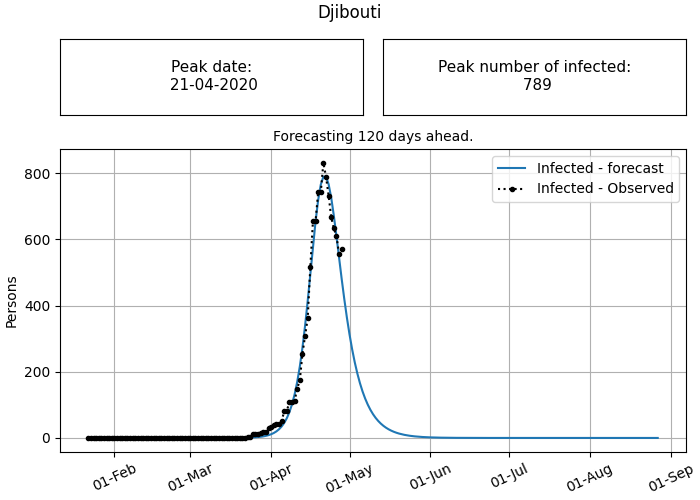 Djibouti
Peak date:
21-04-2020
Peak number of infected:
789
Forecasting 120 days ahead.
Infected - forecast
Infected - Observed
Persons
800
600
400
200
0
01-Feb
01-Mar
01-Apr
01-May
01-Jun
01-Jul
01-Aug
01-Sep